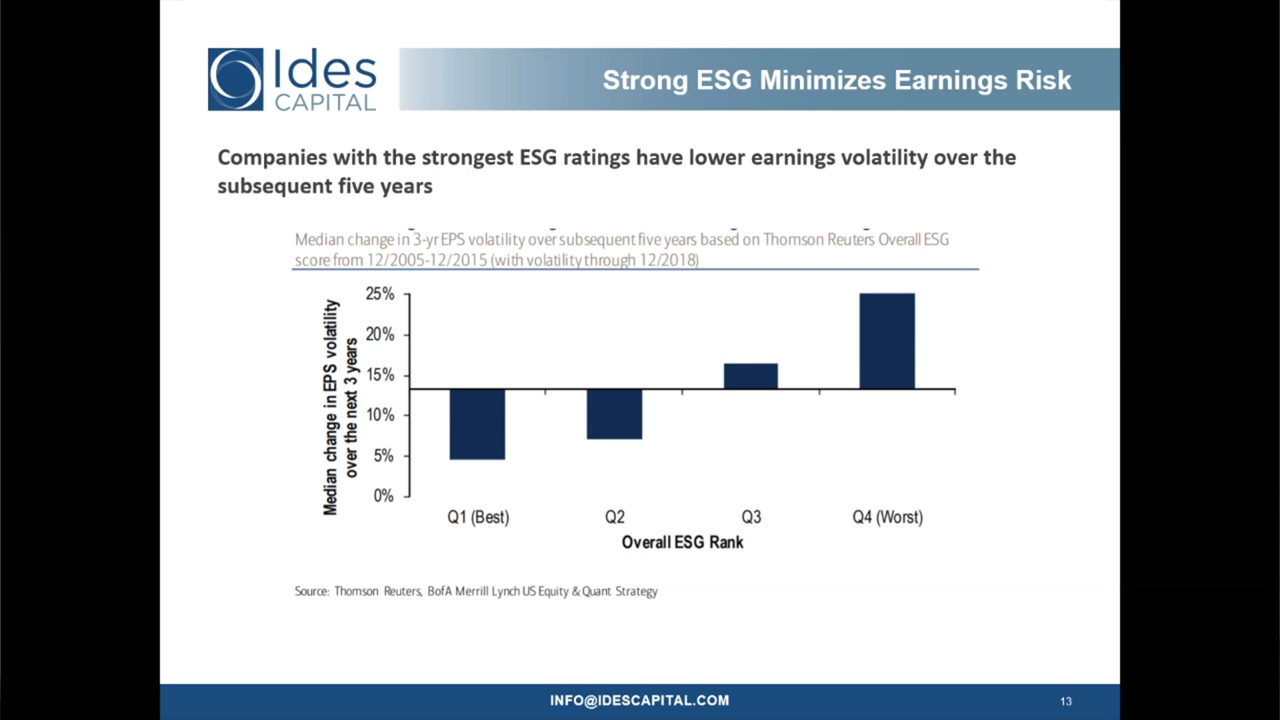 Ides
CAPITAL
Strong ESG Minimizes Earnings Risk
Companies with the strongest ESG ratings have lower earnings volatility over the
subsequent five years
Median change in 3-yr EPS volatility over subsequent five years based on Thomson Reuters Overall ESG
score from 12/2005-12/2015 (with volatility through 12/2018)
Median change in EPS volatility
over the next 3 years
25%
20%
15%
10%
5%
0%
Q1 (Best) Q2 Q3 Q4 (Worst)
Overall ESG Rank
Source: Thomson Reuters, BofA Merrill Lynch US Equity & Quant Strategy
INFO@IDESCAPITAL.COM
13